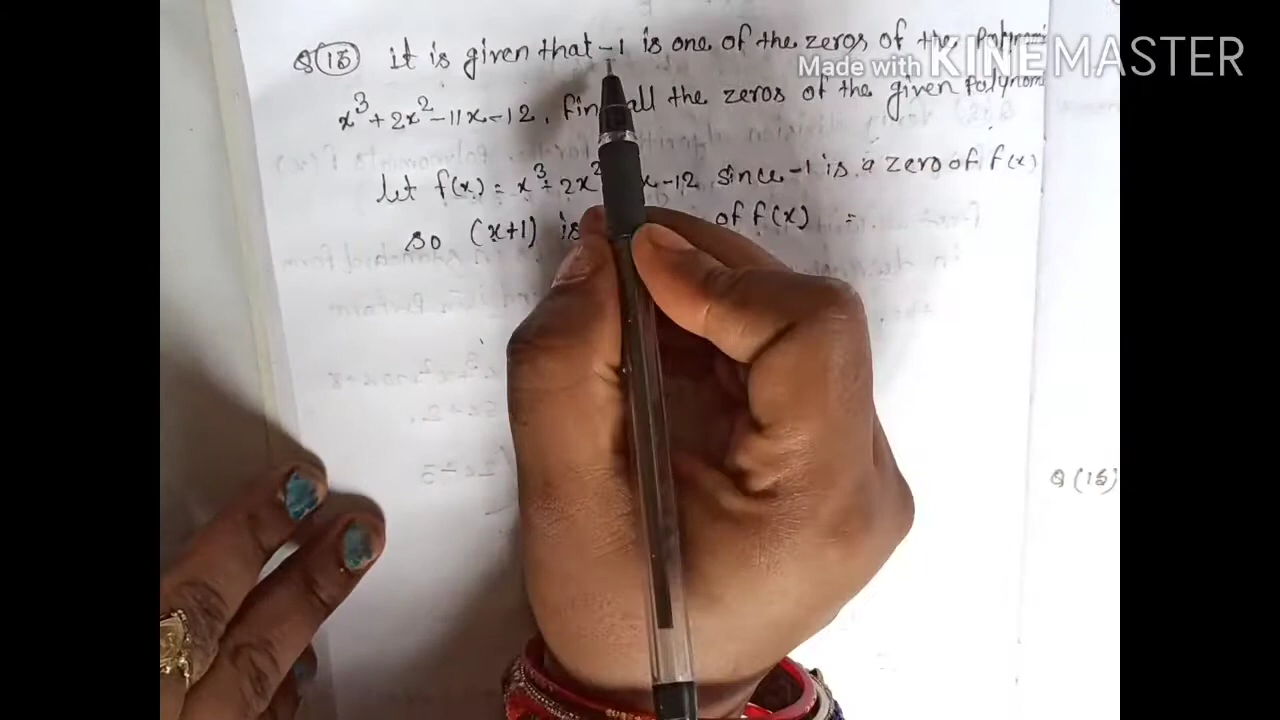 Made with KINEMASTER
Q(15) it is given that -1 is one of the zeros of the
x³+2x²-11x-12. all the zeros of the given
let f(x) = x³+2x² x-12 since -1 is a zero of f(x)
so (x+1) is of f(x) =
Q(15)